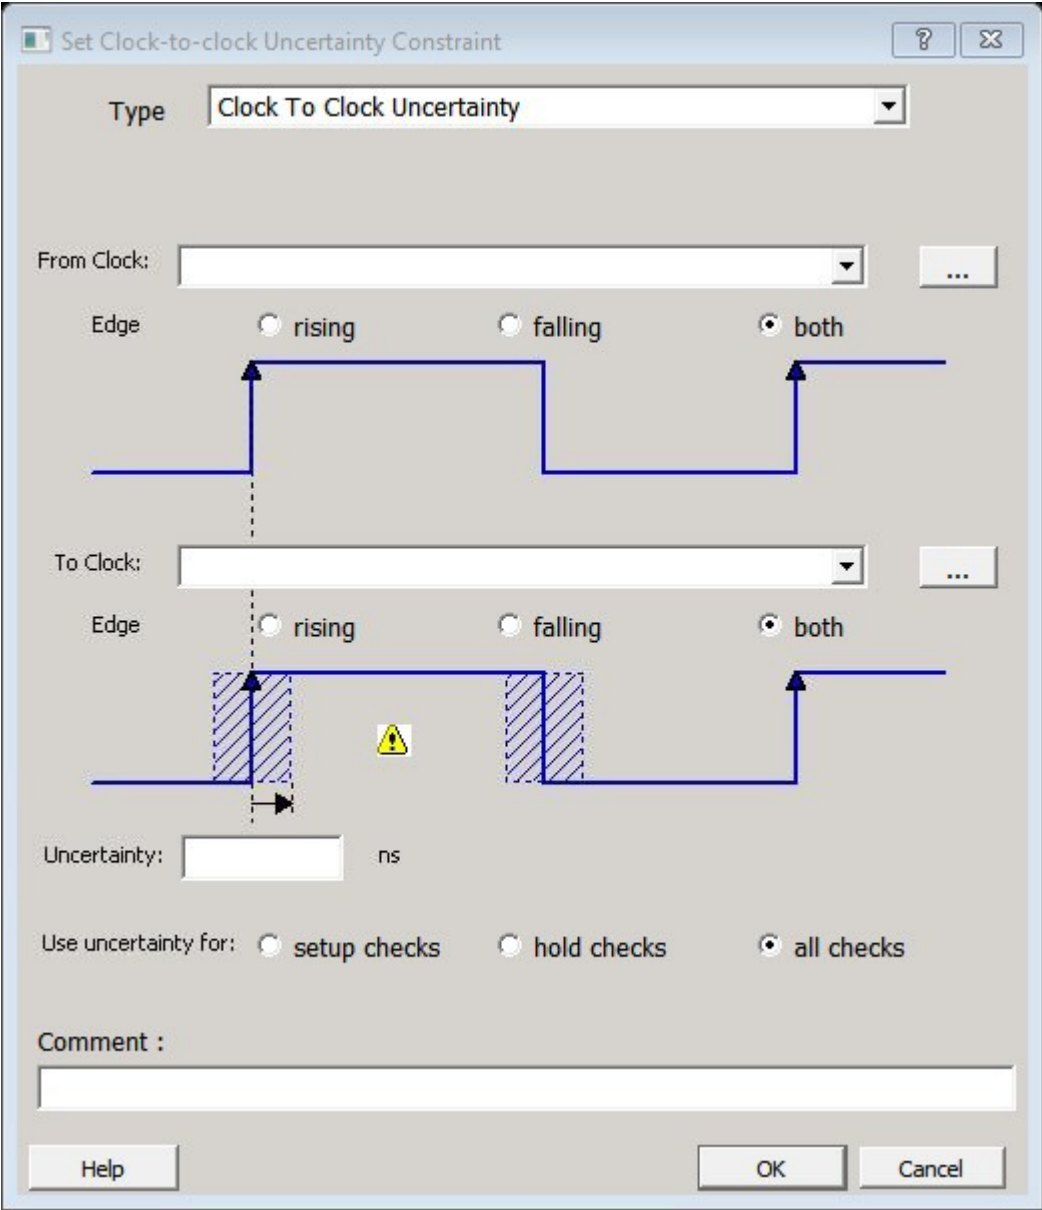 Set Clock-to-clock Uncertainty Constraint
Type Clock To Clock Uncertainty
From Clock: ...
Edge rising falling both
To Clock: ...
Edge rising falling both
Uncertainty: ns
Use uncertainty for: setup checks hold checks all checks
Comment :
Help OK Cancel